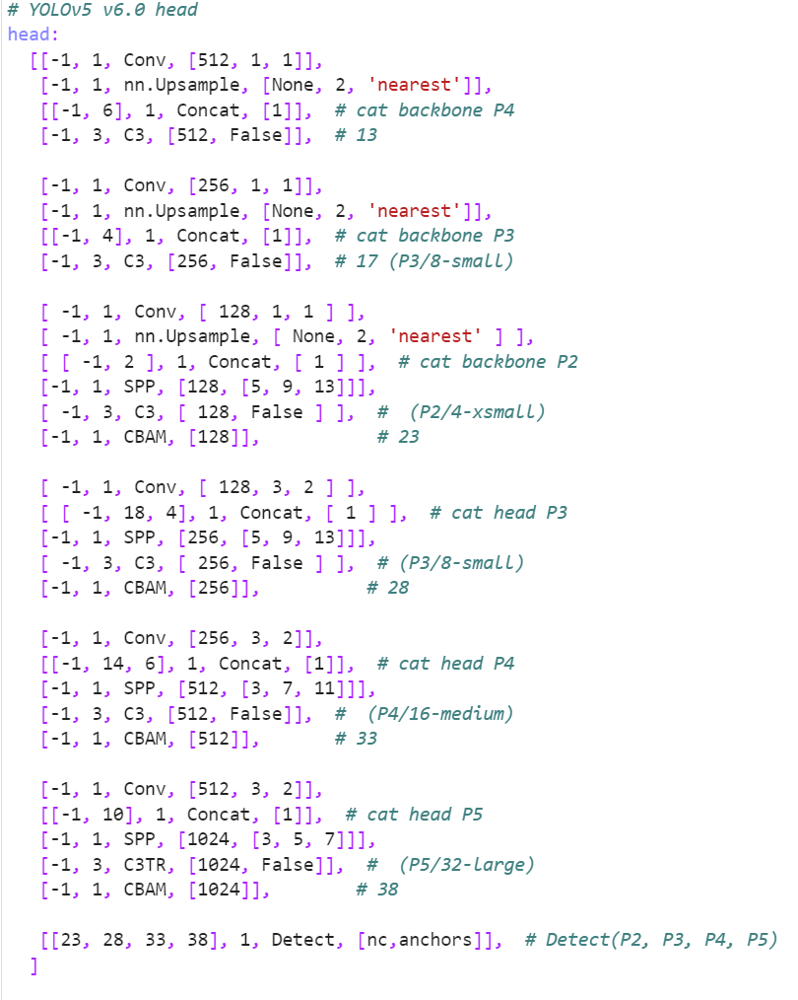 # YOLOv5 v6.0 head
head:
  [[-1, 1, Conv, [512, 1, 1]],
   [-1, 1, nn.Upsample, [None, 2, 'nearest']],
   [[-1, 6], 1, Concat, [1]],  # cat backbone P4
   [-1, 3, C3, [512, False]],  # 13

   [-1, 1, Conv, [256, 1, 1]],
   [-1, 1, nn.Upsample, [None, 2, 'nearest']],
   [[-1, 4], 1, Concat, [1]],  # cat backbone P3
   [-1, 3, C3, [256, False]],  # 17 (P3/8-small)

   [ -1, 1, Conv, [ 128, 1, 1 ] ],
   [ -1, 1, nn.Upsample, [ None, 2, 'nearest' ] ],
   [ [ -1, 2 ], 1, Concat, [ 1 ] ],  # cat backbone P2
   [-1, 1, SPP, [128, [5, 9, 13]]],
   [ -1, 3, C3, [ 128, False ] ],  #  (P2/4-xsmall)
   [-1, 1, CBAM, [128]],           # 23

   [ -1, 1, Conv, [ 128, 3, 2 ] ],
   [ [ -1, 18, 4], 1, Concat, [ 1 ] ],  # cat head P3
   [-1, 1, SPP, [256, [5, 9, 13]]],
   [ -1, 3, C3, [ 256, False ] ],  # (P3/8-small)
   [-1, 1, CBAM, [256]],          # 28

   [-1, 1, Conv, [256, 3, 2]],
   [[-1, 14, 6], 1, Concat, [1]],  # cat head P4
   [-1, 1, SPP, [512, [3, 7, 11]]],
   [-1, 3, C3, [512, False]],  #  (P4/16-medium)
   [-1, 1, CBAM, [512]],       # 33

   [-1, 1, Conv, [512, 3, 2]],
   [[-1, 10], 1, Concat, [1]],  # cat head P5
   [-1, 1, SPP, [1024, [3, 5, 7]]],
   [-1, 3, C3TR, [1024, False]],  #  (P5/32-large)
   [-1, 1, CBAM, [1024]],        # 38

   [[23, 28, 33, 38], 1, Detect, [nc,anchors]],  # Detect(P2, P3, P4, P5)
  ]